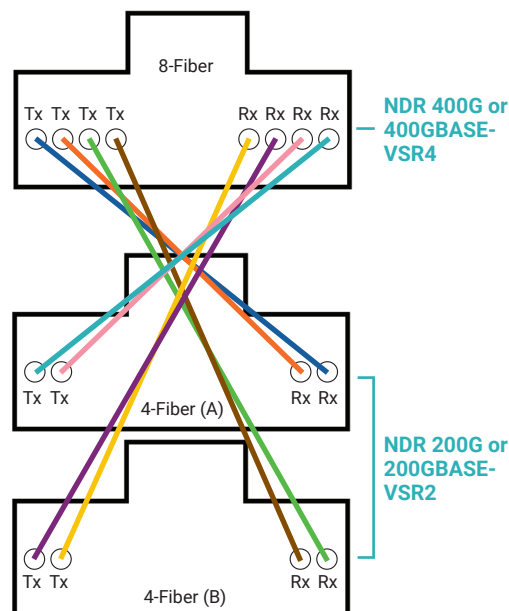 8-Fiber
Tx Tx Tx Tx Rx Rx Rx Rx
NDR 400G or
400GBASE-
VSR4
Tx Tx Rx Rx
4-Fiber (A)
NDR 200G or
200GBASE-
VSR2
Tx Tx Rx Rx
4-Fiber (B)